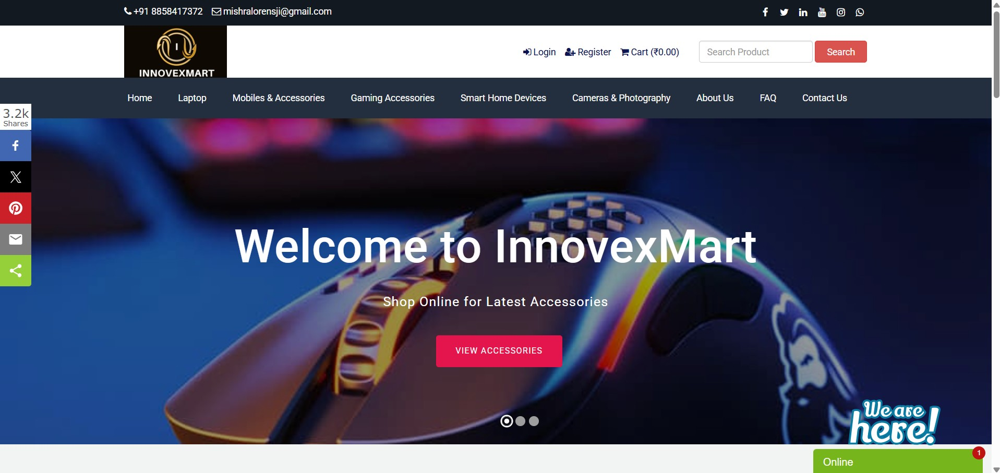 +91 8858417372 mishralorensji@gmail.com
INNOVEXMART
Login Register Cart (₹0.00) Search Product Search
Home Laptop Mobiles & Accessories Gaming Accessories Smart Home Devices Cameras & Photography About Us FAQ Contact Us
3.2k
Shares
Welcome to InnovexMart
Shop Online for Latest Accessories
VIEW ACCESSORIES
We are
here!
1
Online